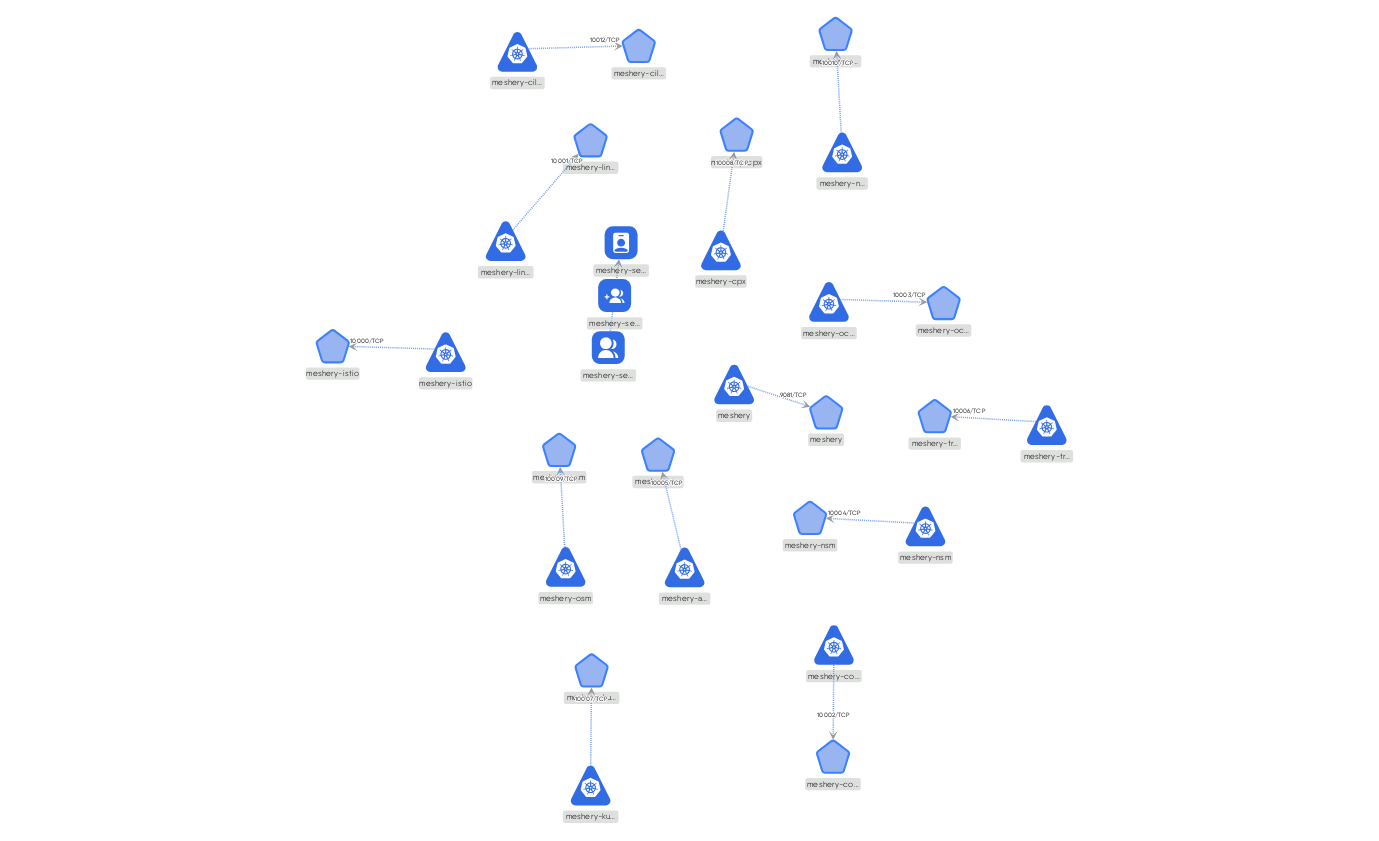 10012/TCP
meshery-cil...
meshery-cil...
10010/TCP
meshery-n...
10001/TCP
meshery-lin...
meshery-lin...
10008/TCP
meshery-cpx
meshery-se...
meshery-se...
meshery-se...
10003/TCP
meshery-oc...
meshery-oc...
10000/TCP
meshery-istio
meshery-istio
9081/TCP
meshery
meshery
10006/TCP
meshery-tr...
meshery-tr...
10009/TCP
meshery-osm
10005/TCP
meshery-a...
10004/TCP
meshery-nsm
meshery-nsm
meshery-co...
10002/TCP
meshery-co...
10007/TCP
meshery-ku...